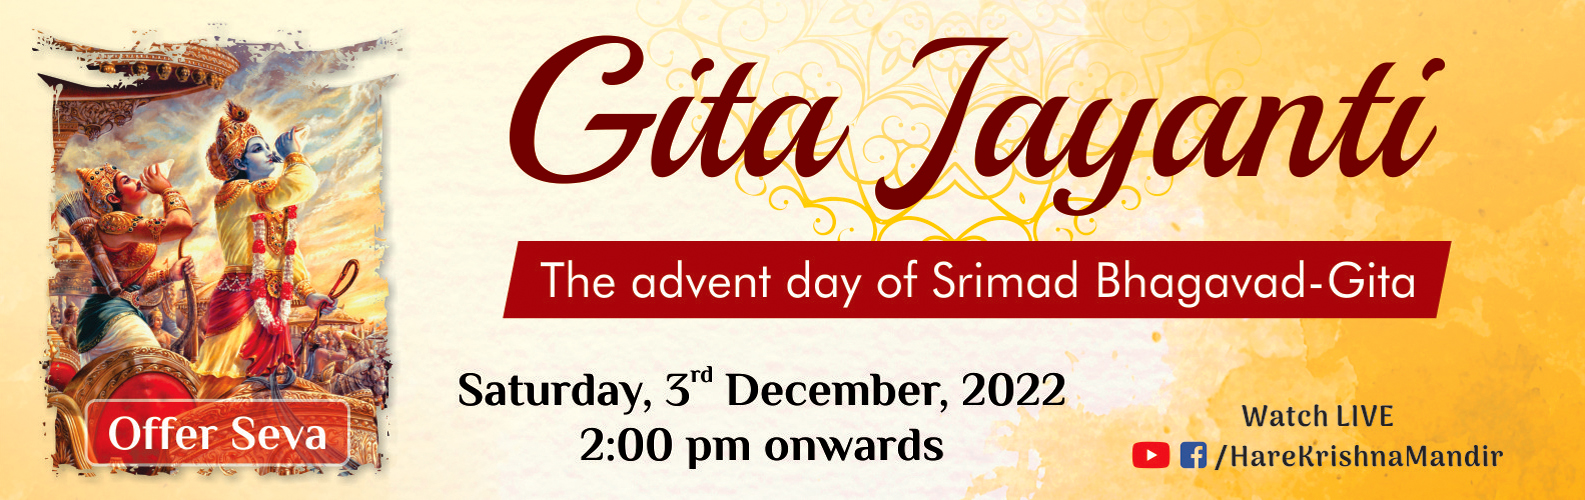 Gita Jayanti
The advent day of Srimad Bhagavad-Gita
Saturday, 3rd December, 2022
2:00 pm onwards
Offer Seva
Watch LIVE
/HareKrishnaMandir